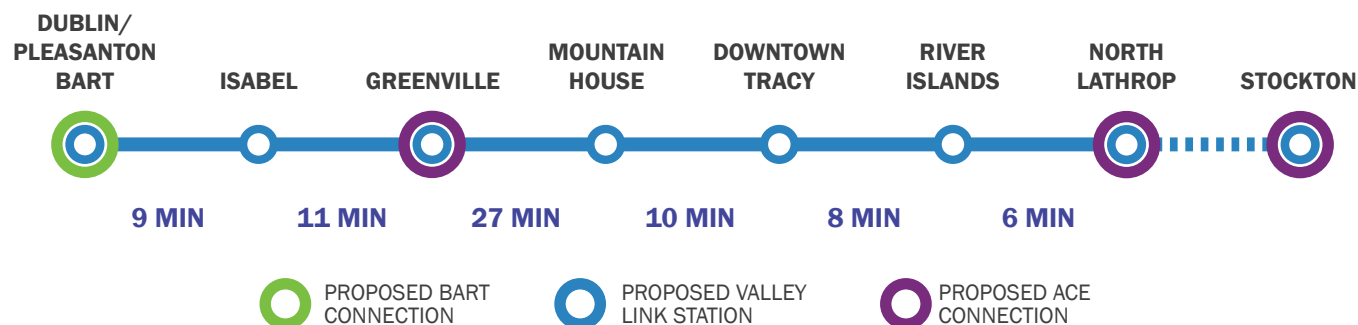 DUBLIN/
PLEASANTON
BART
ISABEL
GREENVILLE
MOUNTAIN
HOUSE
DOWNTOWN
TRACY
RIVER
ISLANDS
NORTH
LATHROP
STOCKTON
9 MIN
11 MIN
27 MIN
10 MIN
8 MIN
6 MIN
PROPOSED BART
CONNECTION
PROPOSED VALLEY
LINK STATION
PROPOSED ACE
CONNECTION